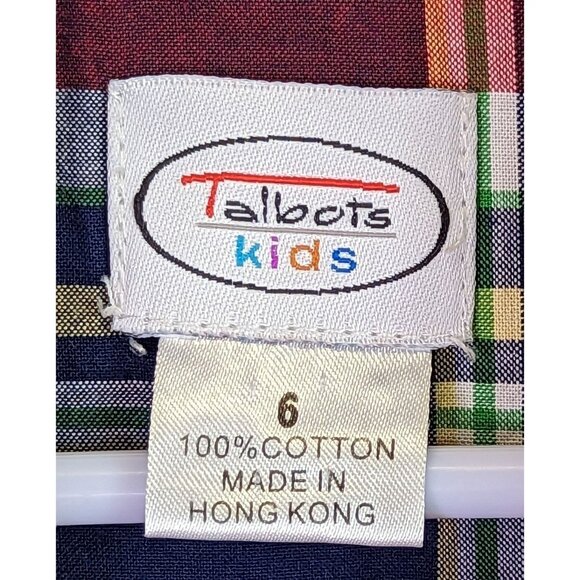 Talbots
kids
6
100%COTTON
MADE IN
HONG KONG